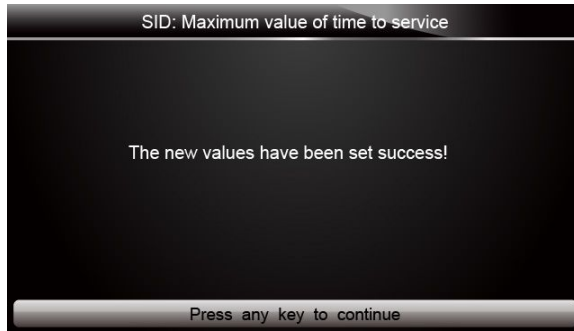 SID: Maximum value of time to service
The new values have been set success!
Press any key to continue